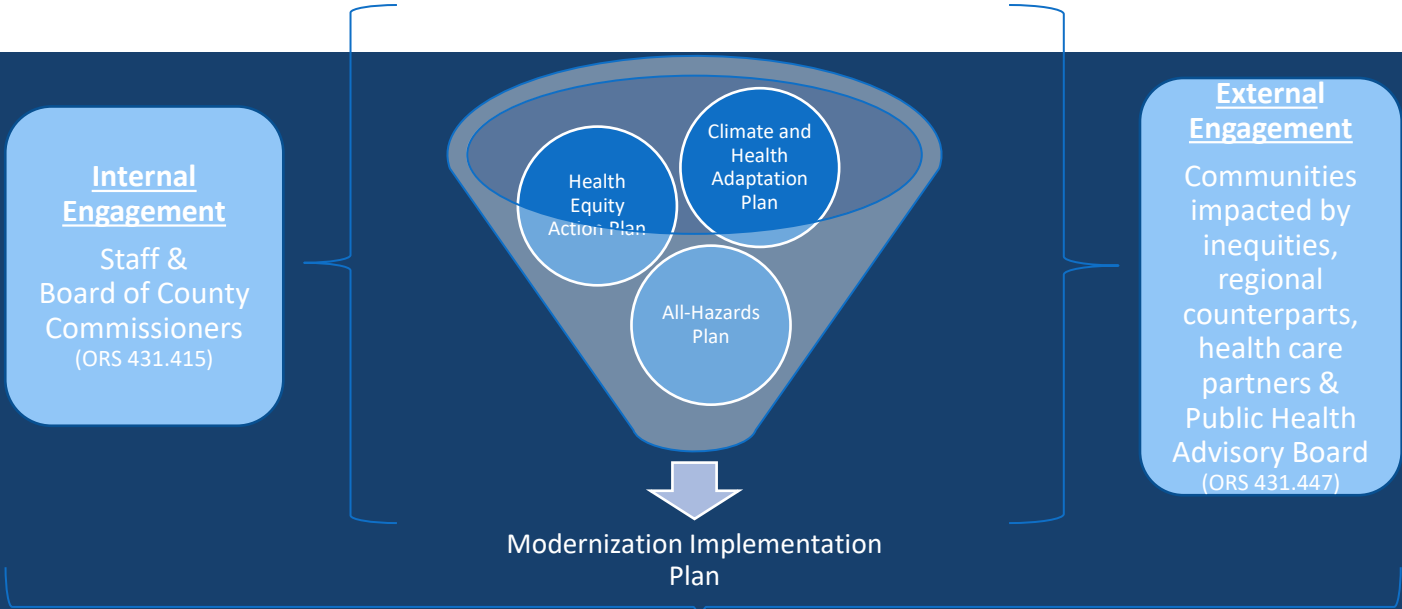 Internal
Engagement
Staff &
Board of County
Commissioners
(ORS 431.415)
Health
Equity
Action Plan
Climate and
Health
Adaptation
Plan
All-Hazards
Plan
Modernization Implementation
Plan
External
Engagement
Communities
impacted by
inequities,
regional
counterparts,
health care
partners &
Public Health
Advisory Board
(ORS 431.447)